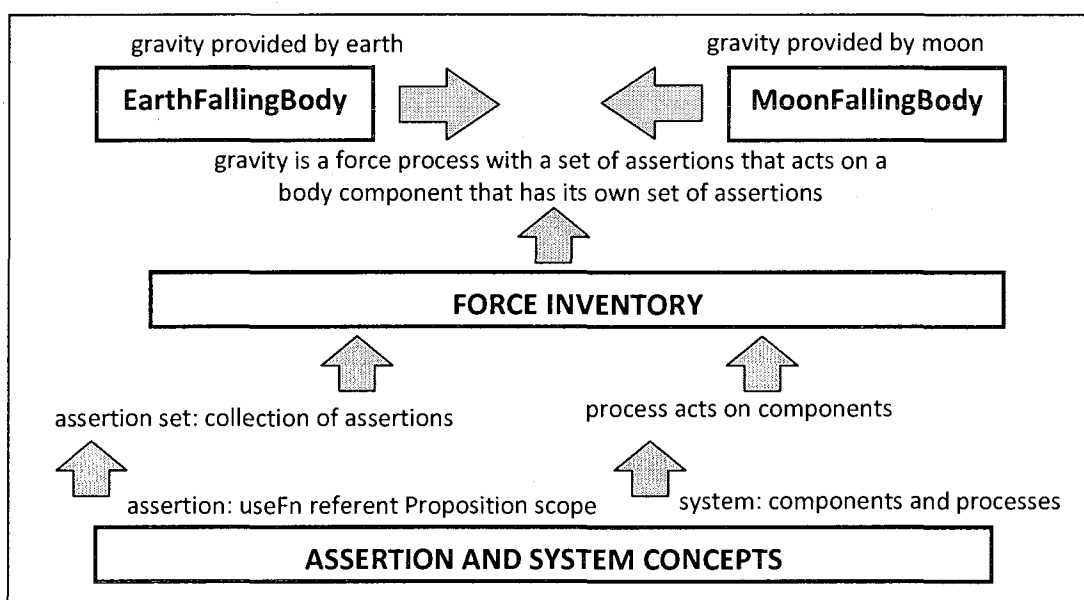 gravity provided by earth
gravity provided by moon
EarthFallingBody
MoonFallingBody
gravity is a force process with a set of assertions that acts on a
body component that has its own set of assertions
FORCE INVENTORY
assertion set: collection of assertions
process acts on components
assertion: useFn referent Proposition scope
system: components and processes
ASSERTION AND SYSTEM CONCEPTS